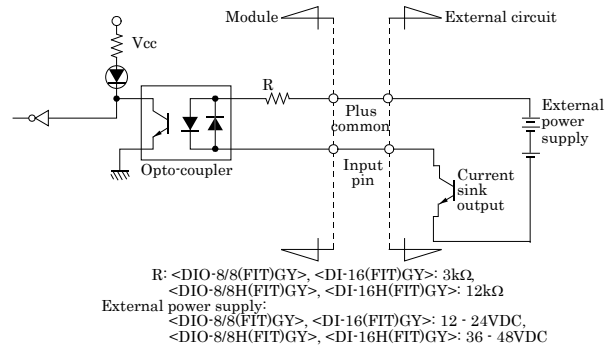 Module
External circuit
Vcc
R
Plus
common
External
power
supply
Input
pin
Opto-coupler
Current
sink
output
R: <DIO-8/8(FIT)GY>, <DI-16(FIT)GY>: 3kΩ,
<DIO-8/8H(FIT)GY>, <DI-16H(FIT)GY>: 12kΩ
External power supply:
<DIO-8/8(FIT)GY>, <DI-16(FIT)GY>: 12 - 24VDC,
<DIO-8/8H(FIT)GY>, <DI-16H(FIT)GY>: 36 - 48VDC